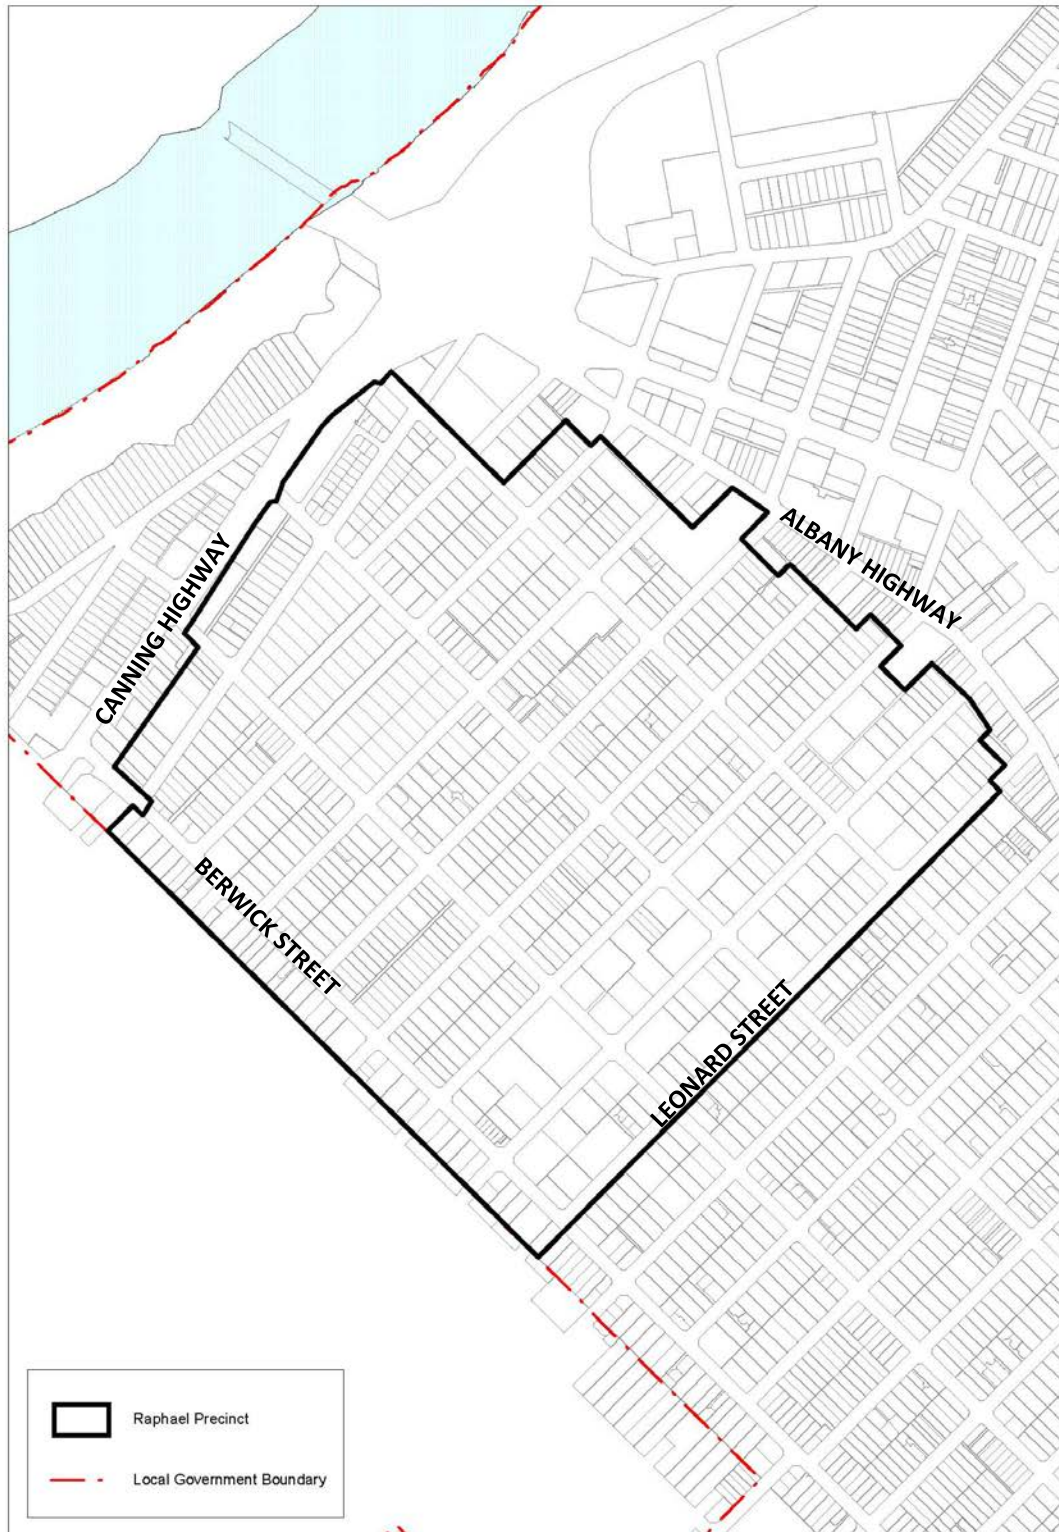 ALBANY HIGHWAY
CANNING HIGHWAY
BERWICK STREET
LEONARD STREET
Raphael Precinct
Local Government Boundary